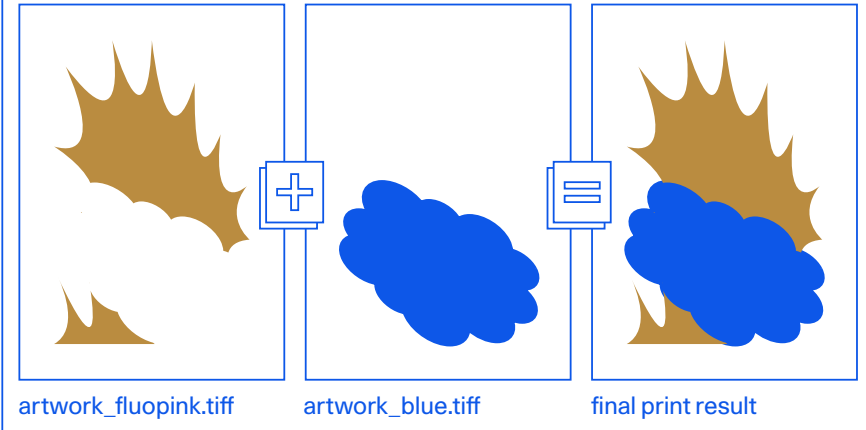 artwork_fluopink.tiff
artwork_blue.tiff
final print result